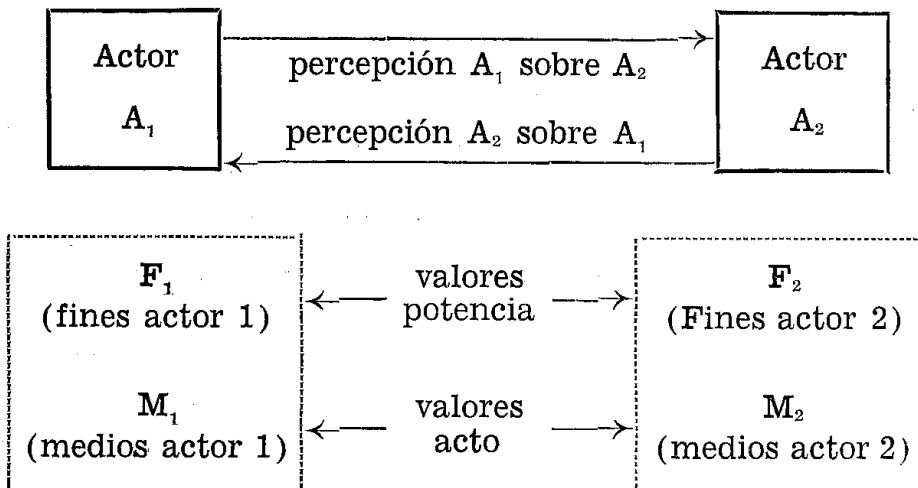 Actor
A₁
percepción A₁ sobre A₂
percepción A₂ sobre A₁
Actor
A₂
F₁
(fines actor 1)
valores
potencia
F₂
(Fines actor 2)
M₁
(medios actor 1)
valores
acto
M₂
(medios actor 2)